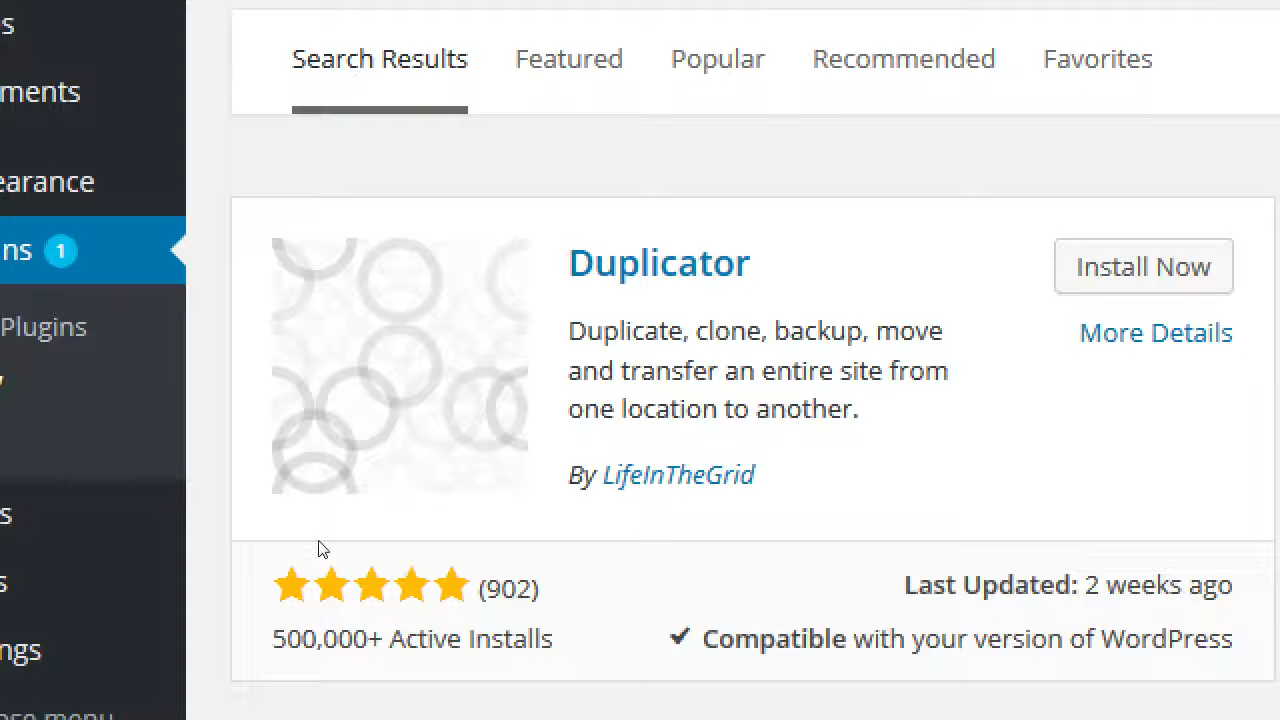 s
ments
earance
ns 1
Plugins
s
s
ngs
Search Results Featured Popular Recommended Favorites
Duplicator
Install Now
More Details
Duplicate, clone, backup, move
and transfer an entire site from
one location to another.
By LifeInTheGrid
(902)
Last Updated: 2 weeks ago
500,000+ Active Installs
Compatible with your version of WordPress